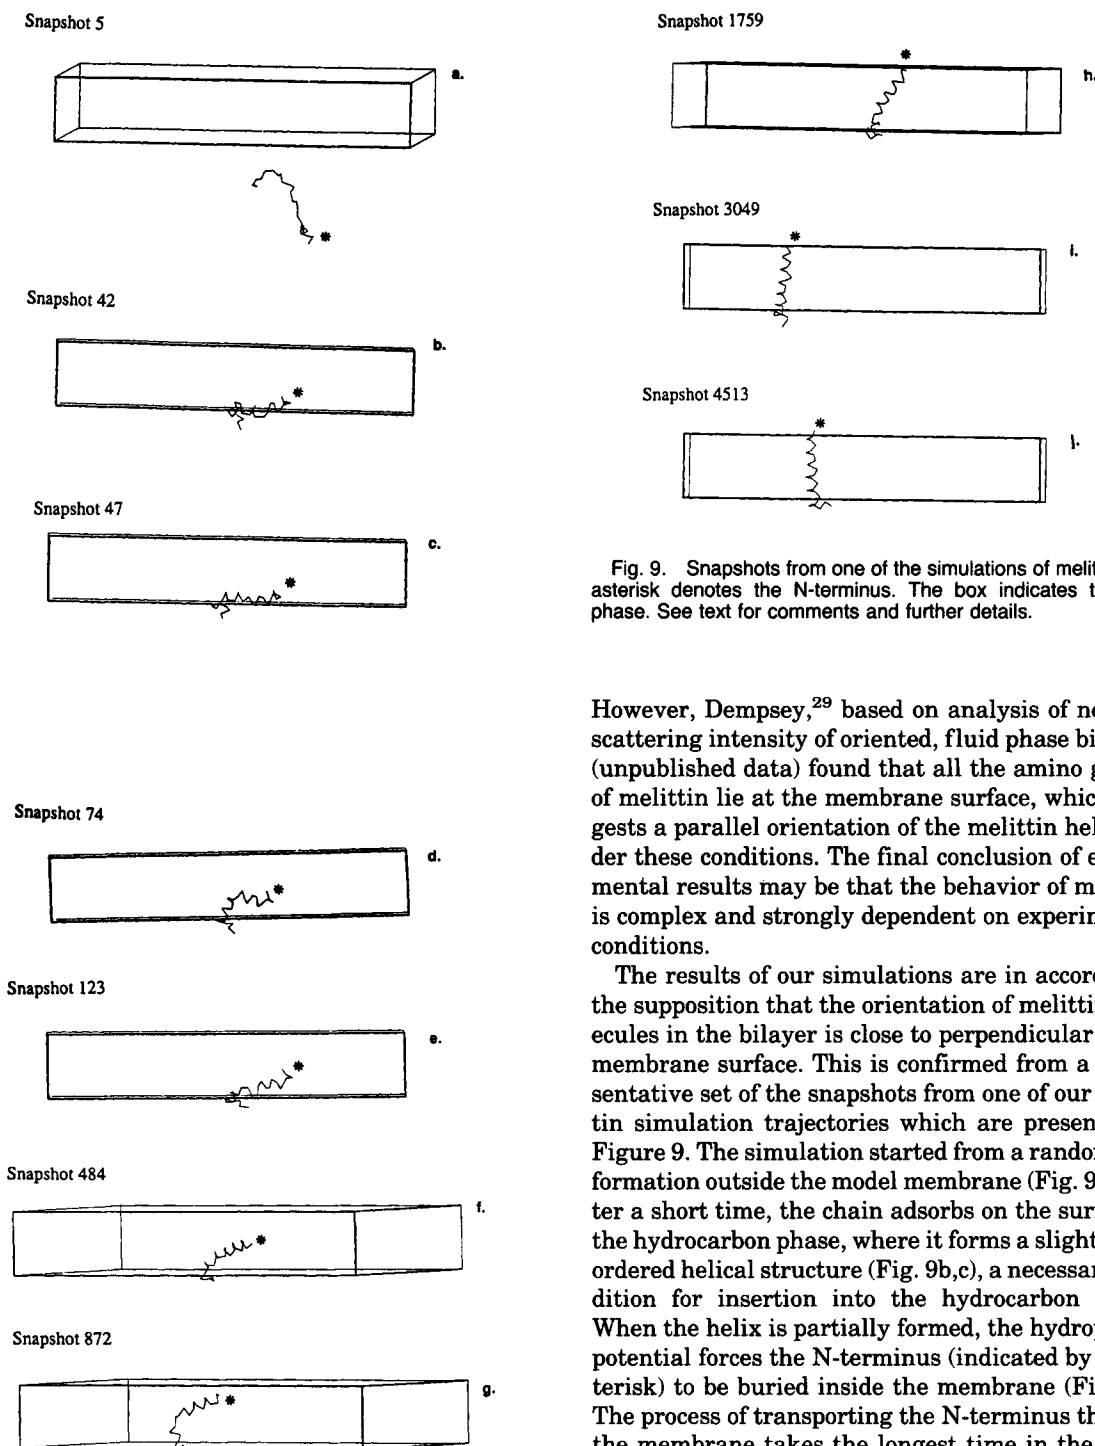 Snapshot 5
a.
*
Snapshot 42
b.
*
Snapshot 47
c.
*
Snapshot 74
d.
*
Snapshot 123
e.
*
Snapshot 484
f.
*
Snapshot 872
g.
*
Snapshot 1759
*
h.
Snapshot 3049
*
i.
Snapshot 4513
*
j.
Fig. 9. Snapshots from one of the simulations of melit
asterisk denotes the N-terminus. The box indicates t
phase. See text for comments and further details.
However, Dempsey,29 based on analysis of ne
scattering intensity of oriented, fluid phase bi
(unpublished data) found that all the amino g
of melittin lie at the membrane surface, whic
gests a parallel orientation of the melittin hel
der these conditions. The final conclusion of e
mental results may be that the behavior of m
is complex and strongly dependent on experin
conditions.
The results of our simulations are in accor
the supposition that the orientation of melitti
ecules in the bilayer is close to perpendicular
membrane surface. This is confirmed from a
sentative set of the snapshots from one of our
tin simulation trajectories which are presen
Figure 9. The simulation started from a rando
formation outside the model membrane (Fig. 9
ter a short time, the chain adsorbs on the sur
the hydrocarbon phase, where it forms a slight
ordered helical structure (Fig. 9b,c), a necessar
dition for insertion into the hydrocarbon
When the helix is partially formed, the hydro
potential forces the N-terminus (indicated by
terisk) to be buried inside the membrane (Fi
The process of transporting the N-terminus th
the membrane takes the longest time in the